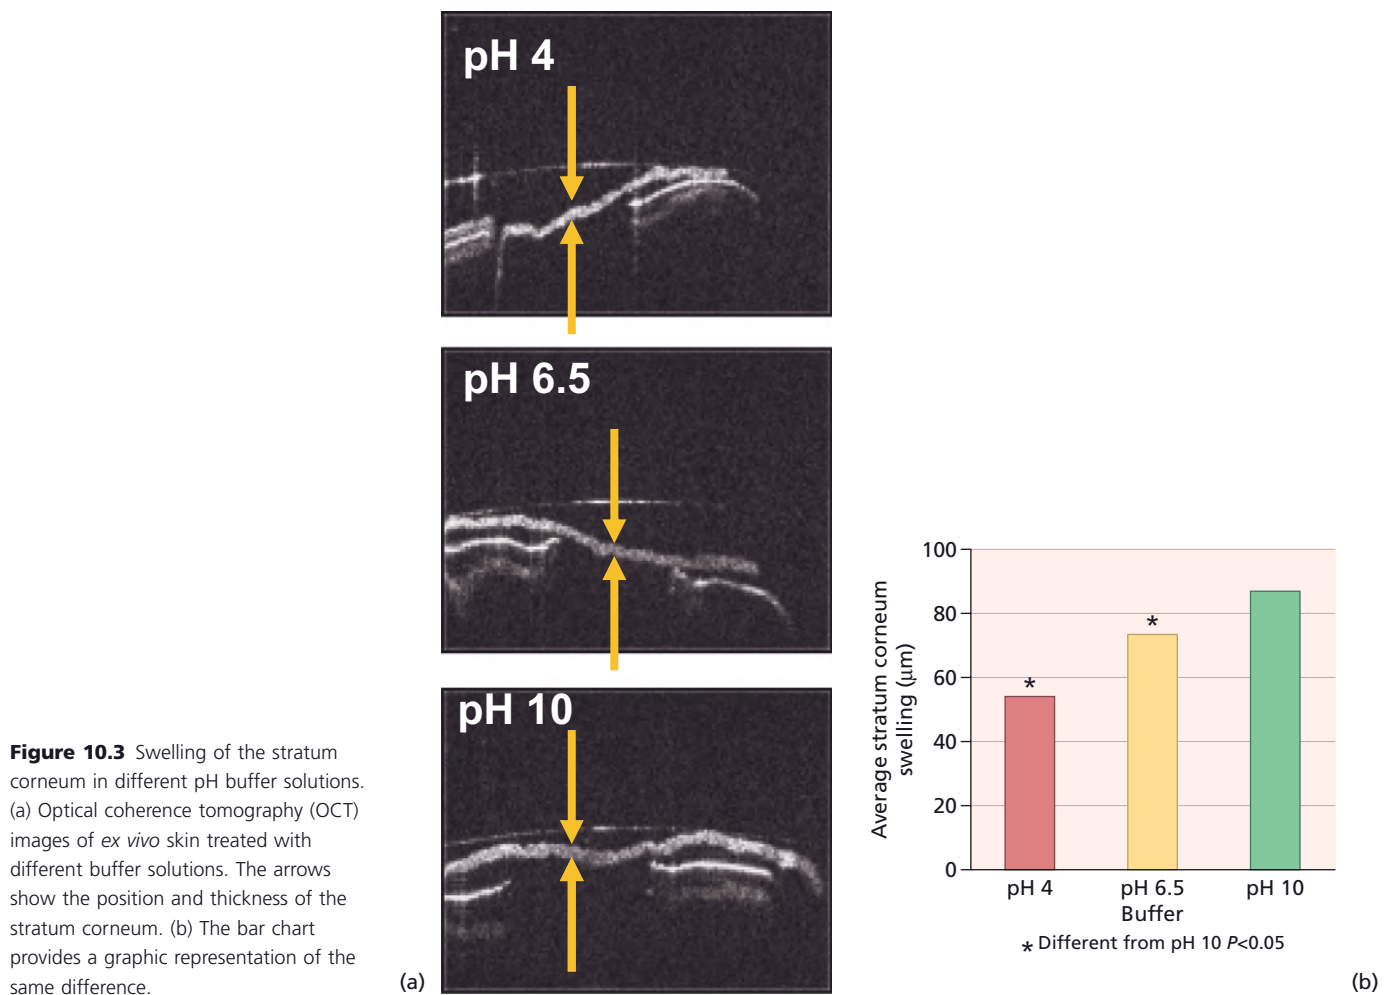 pH 4
pH 6.5
pH 10
(a)
Figure 10.3 Swelling of the stratum
corneum in different pH buffer solutions.
(a) Optical coherence tomography (OCT)
images of ex vivo skin treated with
different buffer solutions. The arrows
show the position and thickness of the
stratum corneum. (b) The bar chart
provides a graphic representation of the
same difference.
Average stratum corneum
swelling (μm)
100
80
60
40
20
0
*
*
pH 4 pH 6.5 pH 10
Buffer
* Different from pH 10 P<0.05
(b)